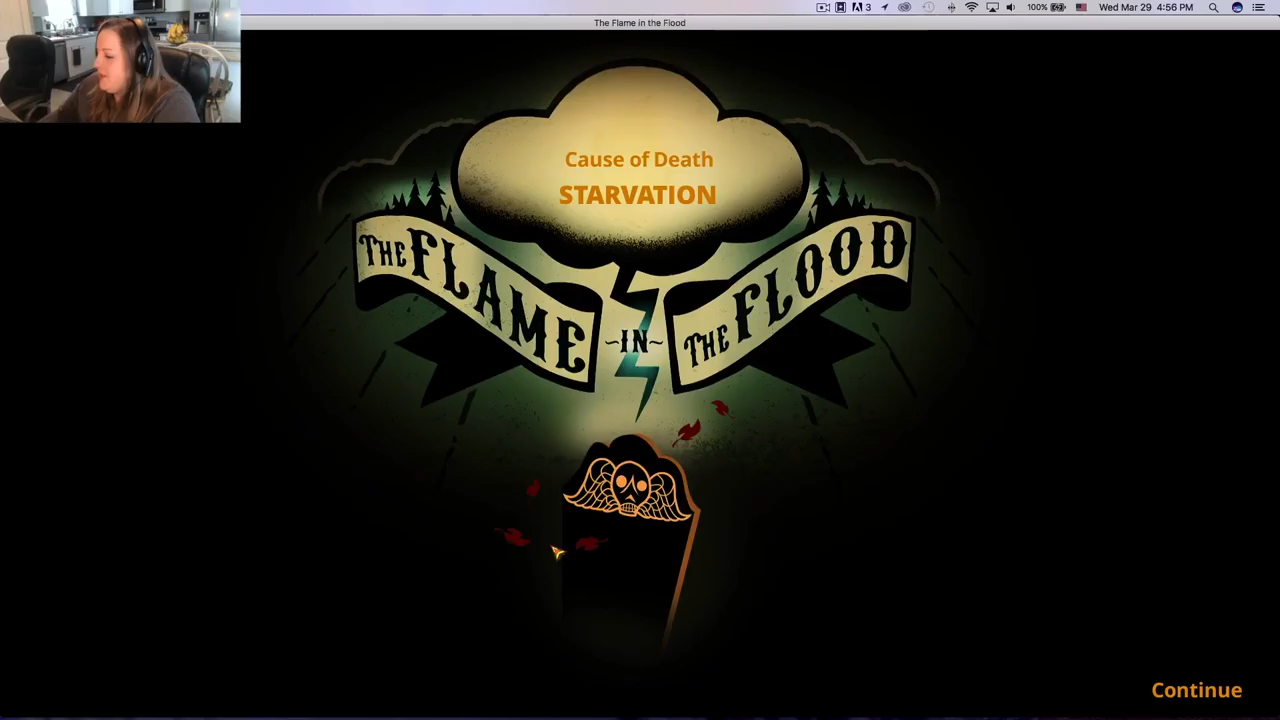 3 100% Wed Mar 29 4:56 PM
The Flame in the Flood
Cause of Death
STARVATION
THE FLAME
~IN~
THE FLOOD
Continue